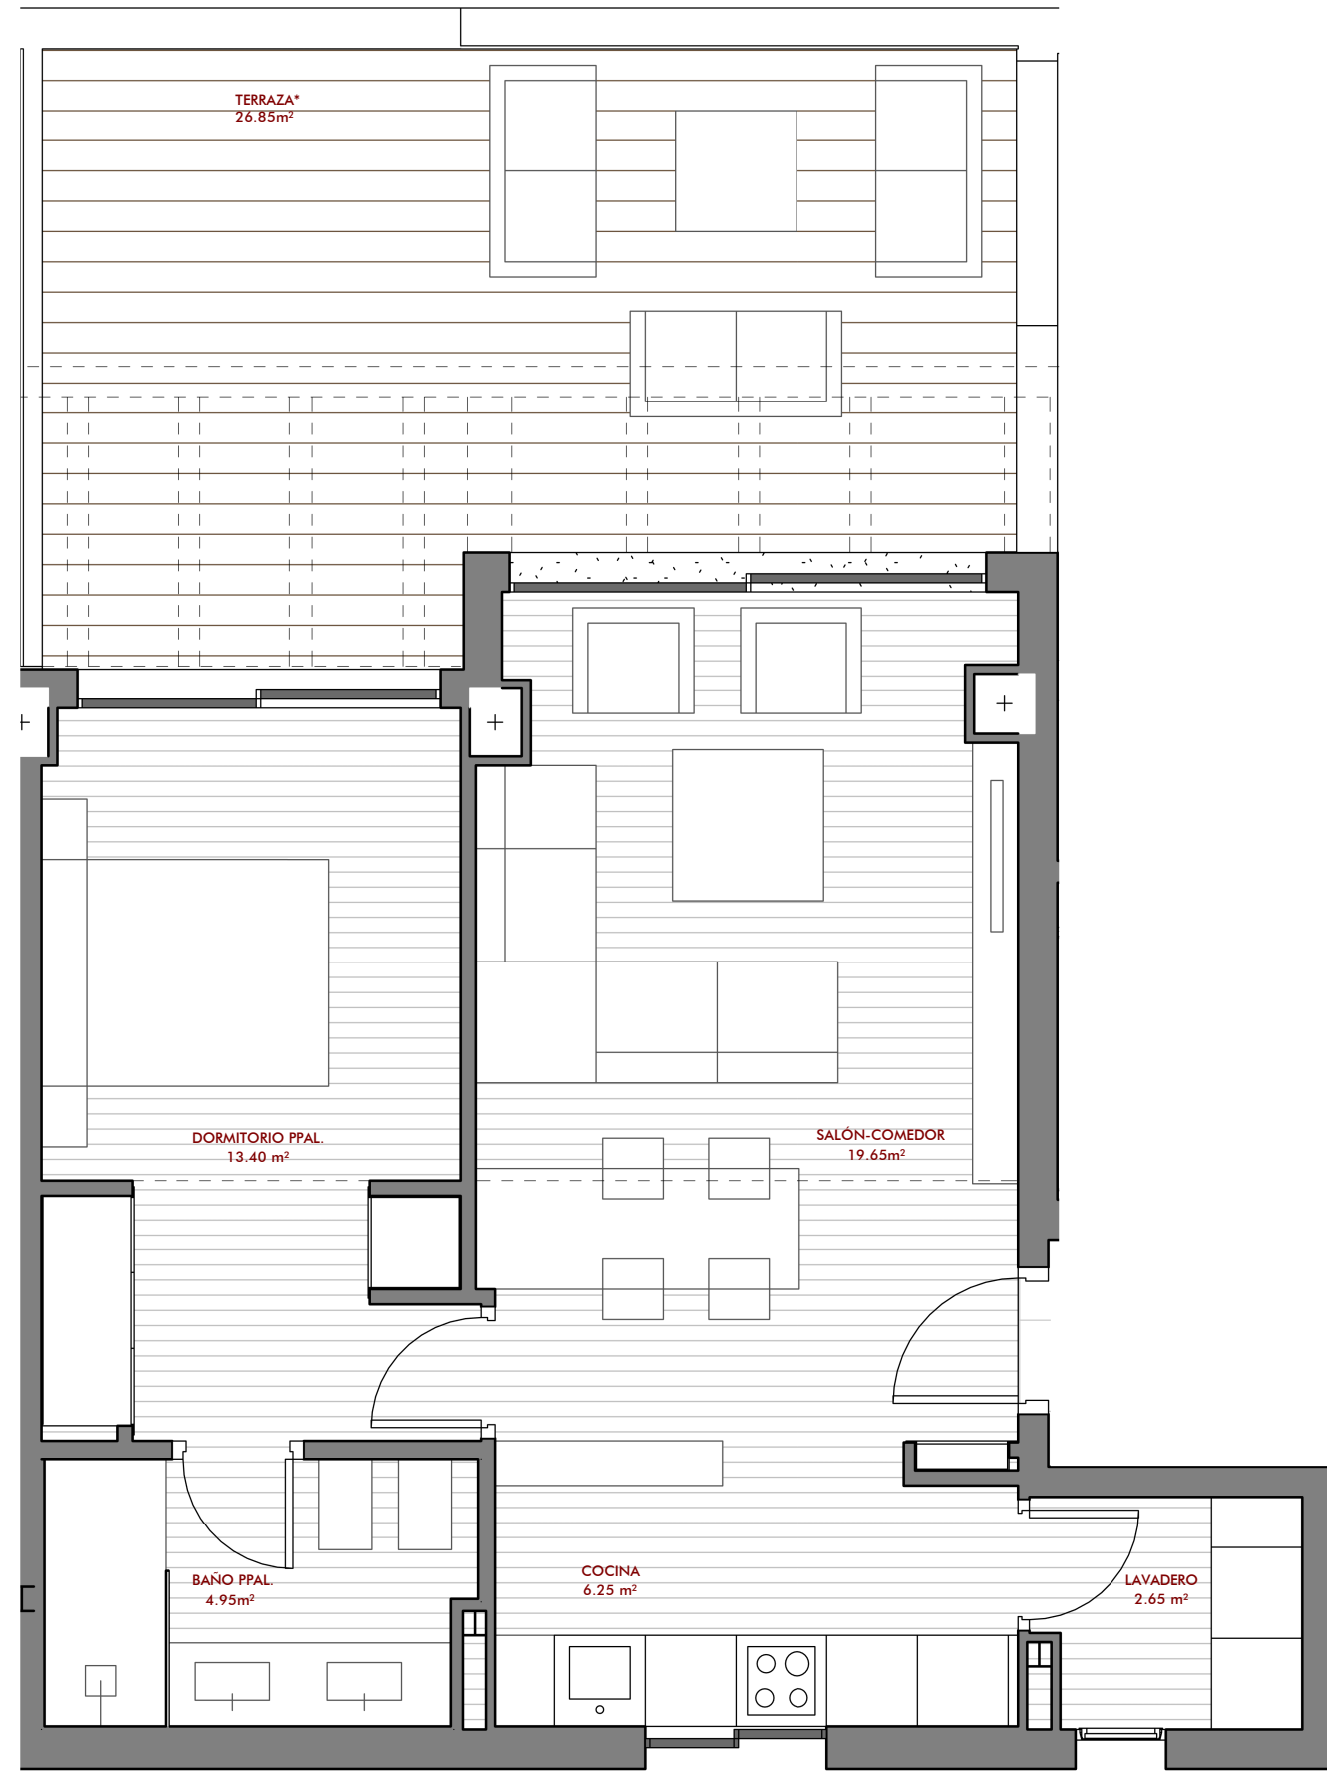 TERRAZA*
26.85m²
DORMITORIO PPAL.
13.40 m²
SALÓN-COMEDOR
19.65m²
BAÑO PPAL.
4.95m²
COCINA
6.25 m²
LAVADERO
2.65 m²